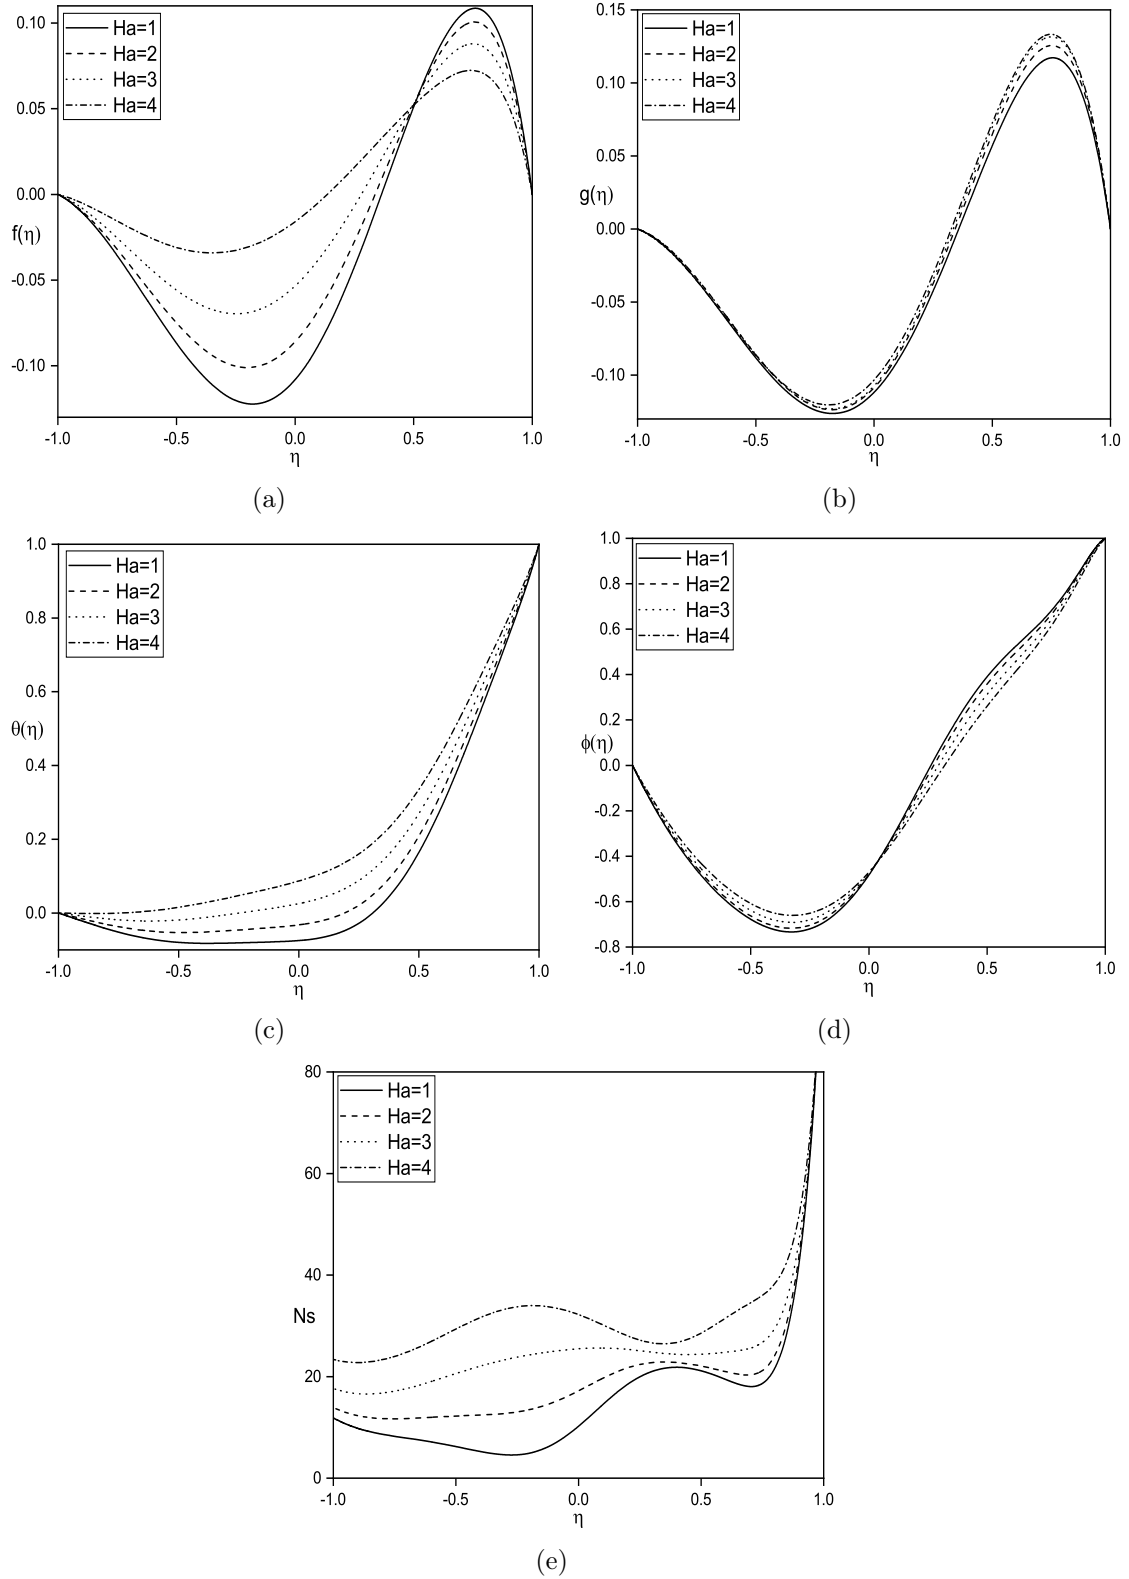 0.10
0.05
0.00
-0.05
-0.10
f(η)
Ha=1
Ha=2
Ha=3
Ha=4
-1.0 -0.5 0.0 0.5 1.0
η
(a)
0.15
0.10
0.05
0.00
-0.05
-0.10
g(η)
Ha=1
Ha=2
Ha=3
Ha=4
-1.0 -0.5 0.0 0.5 1.0
η
(b)
1.0
0.8
0.6
0.4
0.2
0.0
θ(η)
Ha=1
Ha=2
Ha=3
Ha=4
-1.0 -0.5 0.0 0.5 1.0
η
(c)
1.0
0.8
0.6
0.4
0.2
0.0
-0.2
-0.4
-0.6
-0.8
ϕ(η)
Ha=1
Ha=2
Ha=3
Ha=4
-1.0 -0.5 0.0 0.5 1.0
η
(d)
80
60
40
20
0
Ns
Ha=1
Ha=2
Ha=3
Ha=4
-1.0 -0.5 0.0 0.5 1.0
η
(e)